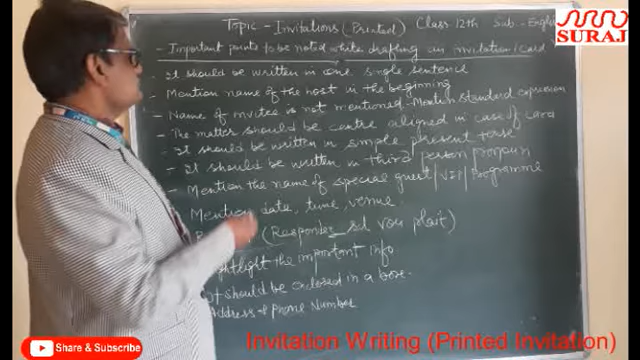 Topic - Invitations (Printed) Class 12th Sub. - English
- Important points to be noted while drafting an invitation/card
- It should be written in one single sentence
- Mention name of the host in the beginning
- Name of invitee is not mentioned - Mention standard expression
- The matter should be centre aligned in case of card
- It should be written in simple present tense
- It should be written in third person pronoun
- Mention the name of special guest/VIP/Programme
Mention date, time, venue.
(Responder sil vou plait)
the important info
It should be enclosed in a box.
Address & Phone Number
SURAJ
Share & Subscribe
Invitation Writing (Printed Invitation)